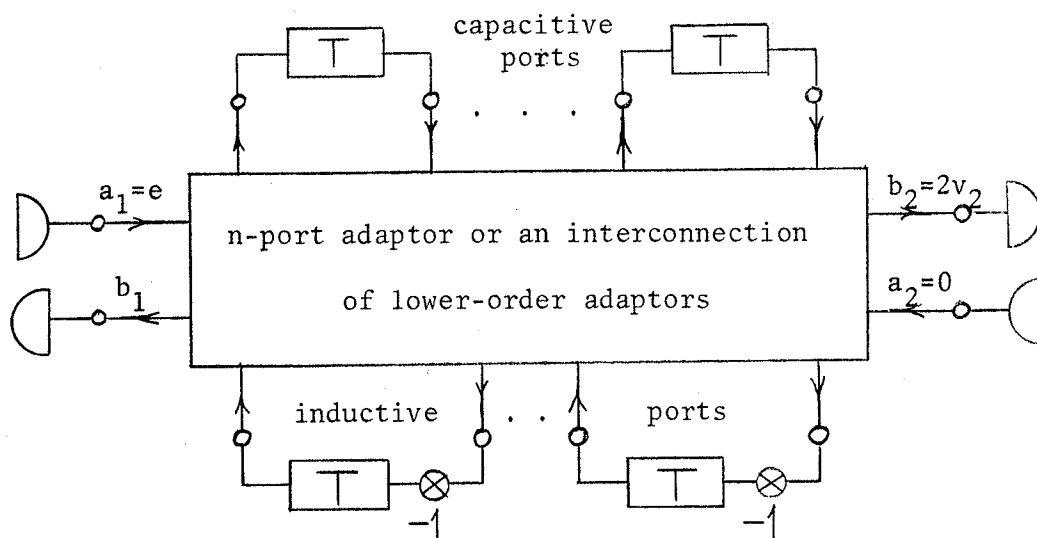 T
capacitive
ports
T
. . .
a1=e
b2=2v2
n-port adaptor or an interconnection
b1
of lower-order adaptors
a2=0
inductive . . ports
T
-1
T
-1